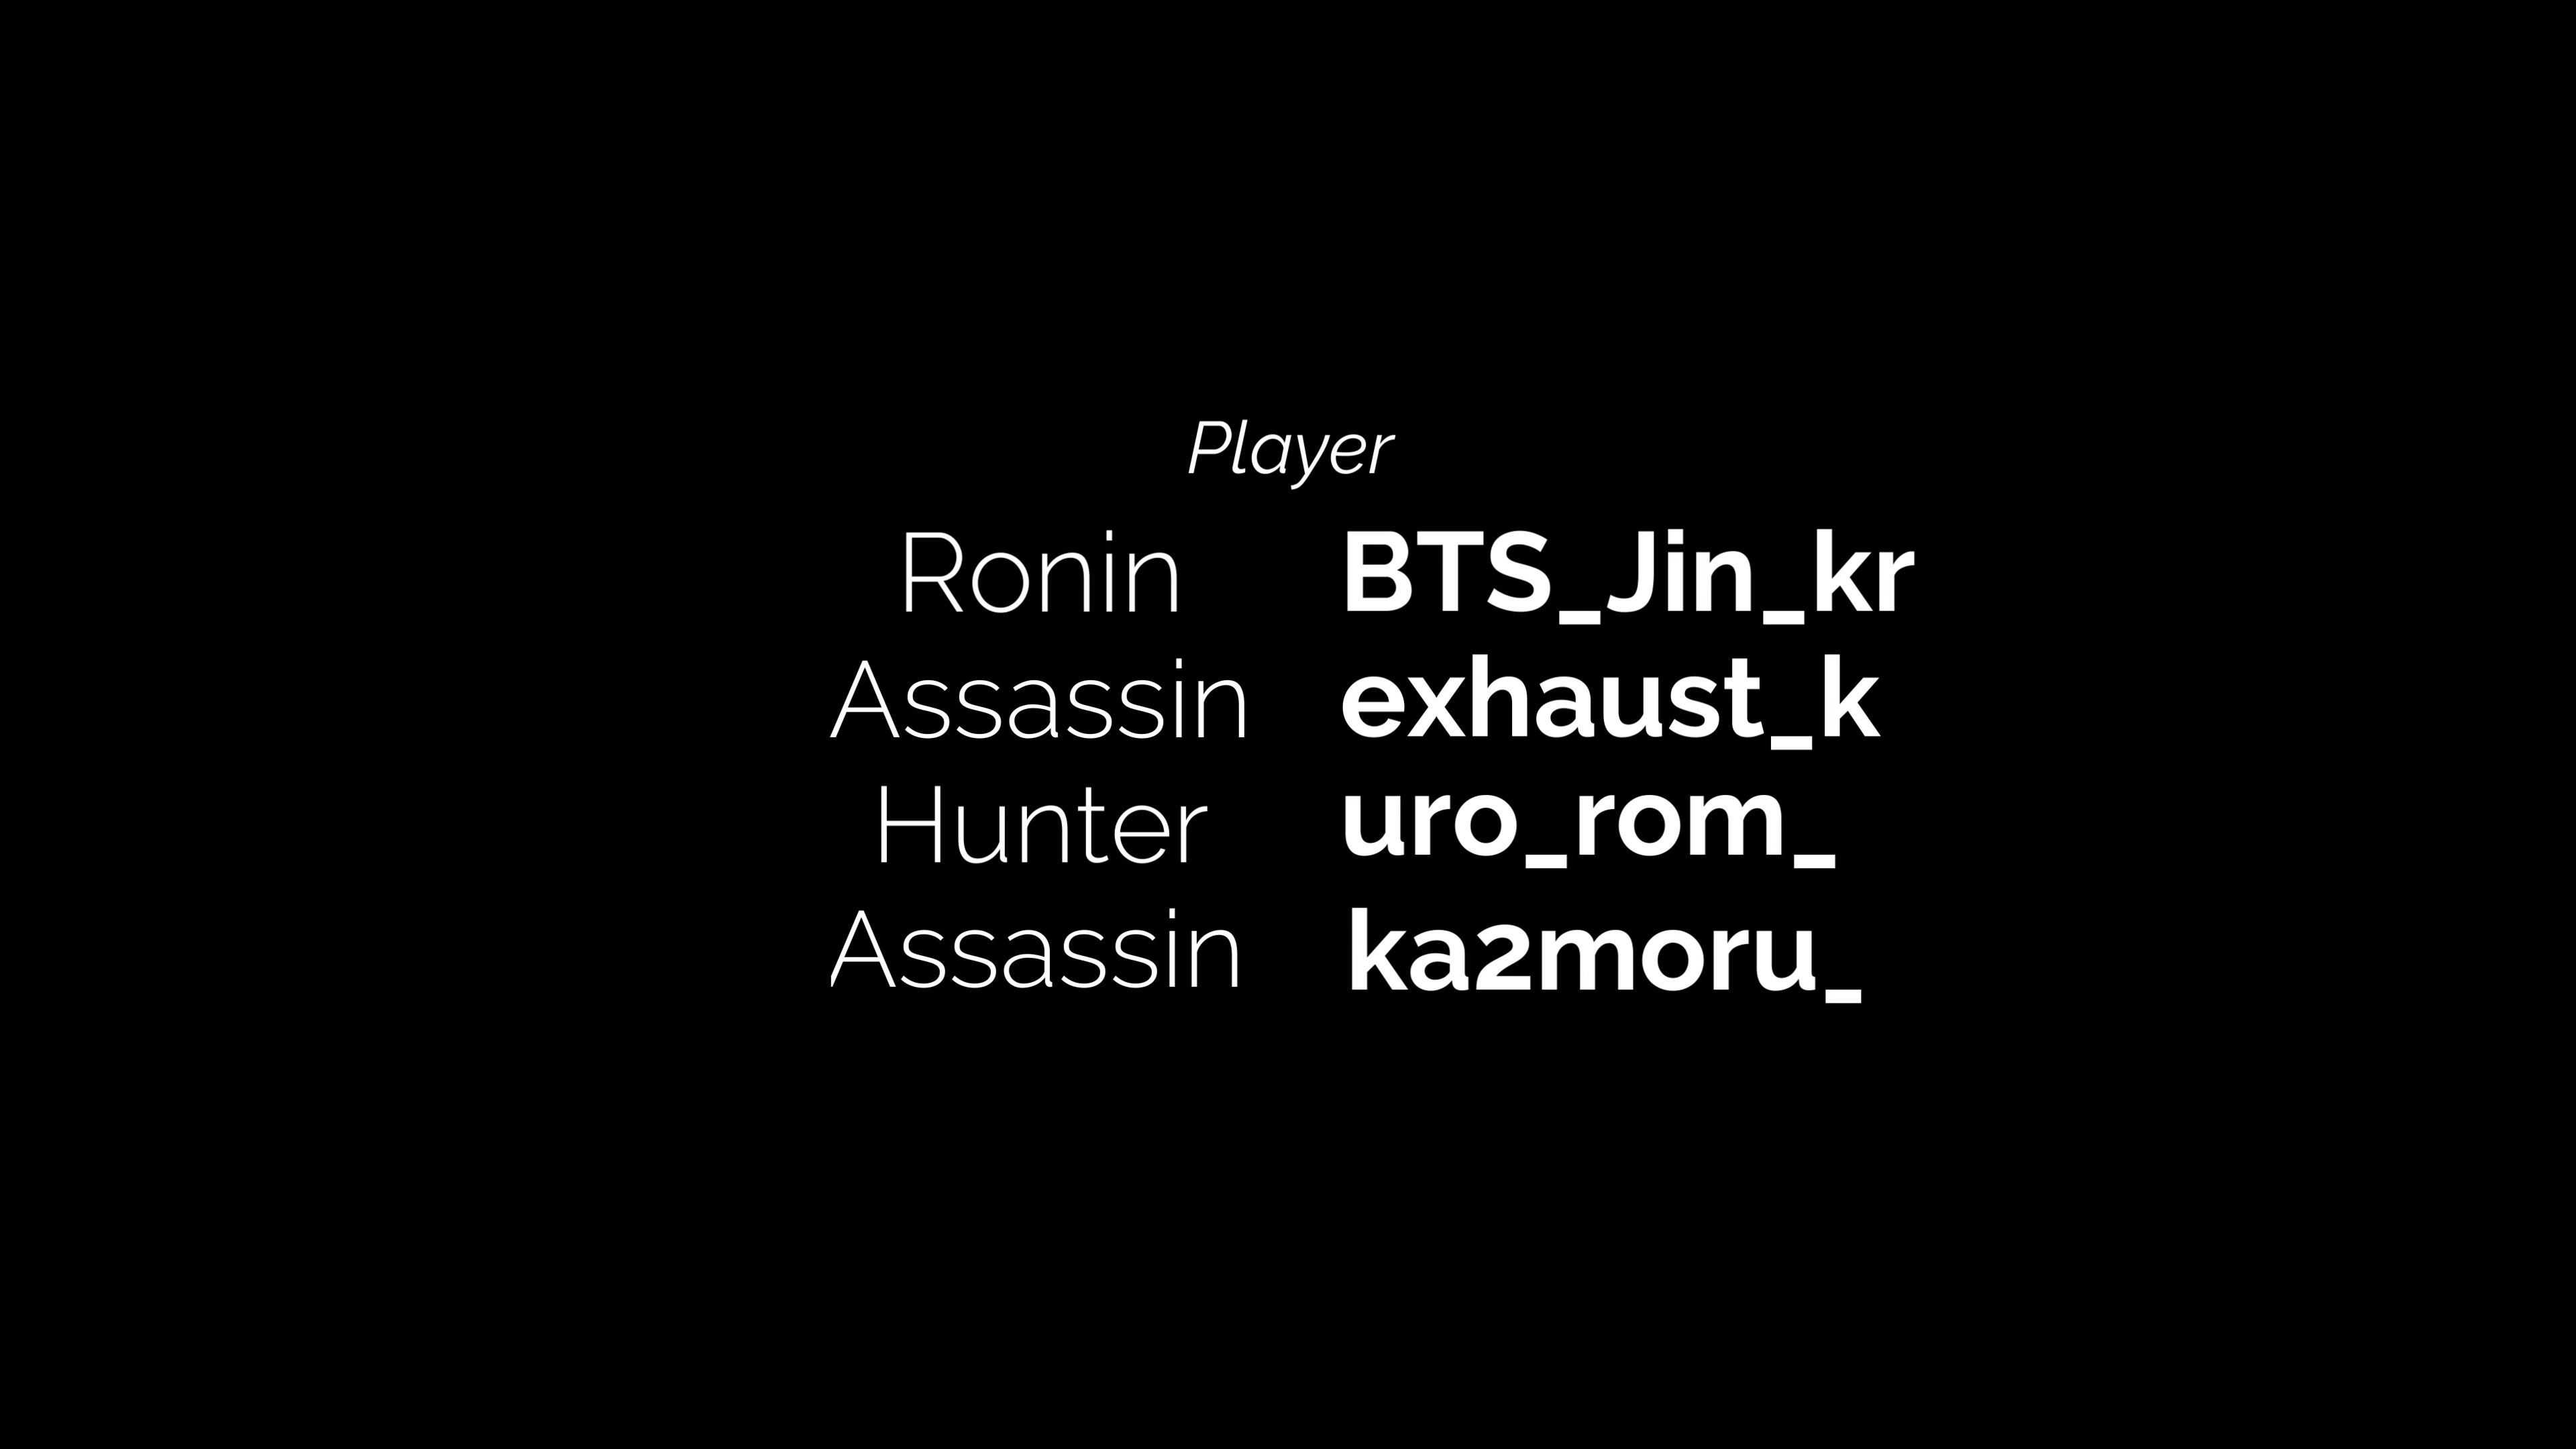 Player
Ronin BTS_Jin_kr
Assassin exhaust_k
Hunter uro_rom_
Assassin ka2moru_